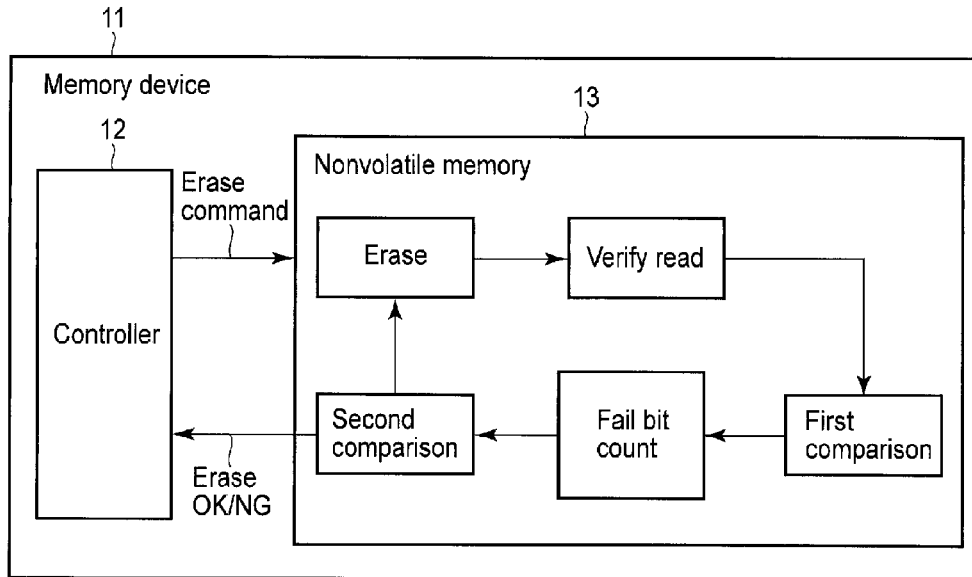 11
Memory device
12
13
Nonvolatile memory
Erase
command
Erase
Verify read
Controller
Second
comparison
Fail bit
count
First
comparison
Erase
OK/NG